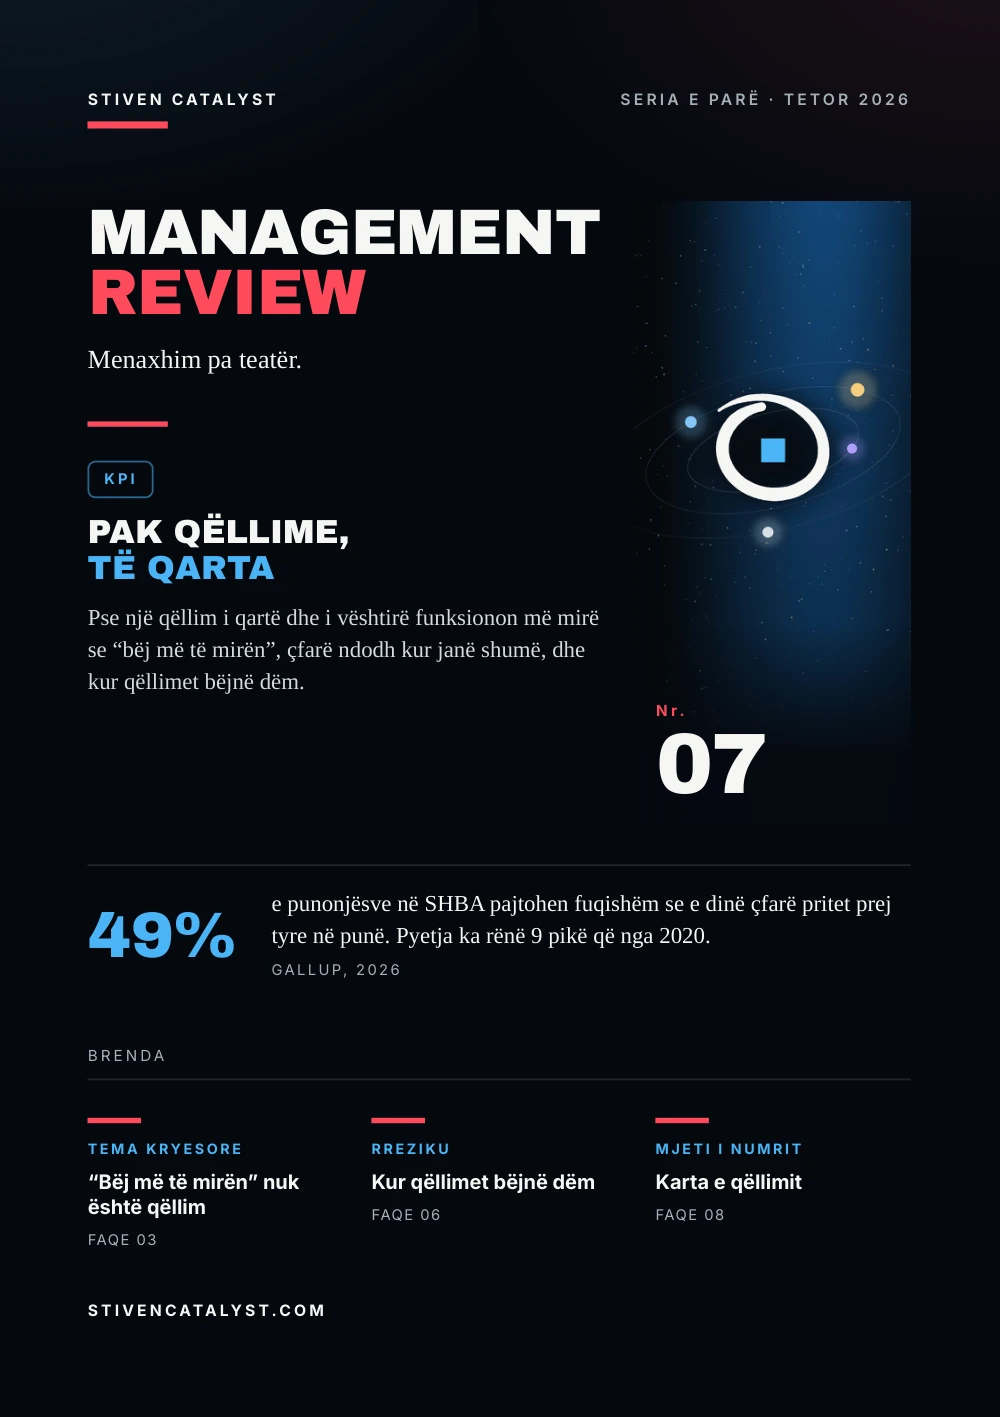 STIVEN CATALYST
SERIA E PARË · TETOR 2026
MANAGEMENT
REVIEW
Menaxhim pa teatër.
KPI
PAK QËLLIME,
TË QARTA
Pse një qëllim i qartë dhe i vështirë funksionon më mirë
se “bëj më të mirën”, çfarë ndodh kur janë shumë, dhe
kur qëllimet bëjnë dëm.
Nr.
07
49%
e punonjësve në SHBA pajtohen fuqishëm se e dinë çfarë pritet prej
tyre në punë. Pyetja ka rënë 9 pikë që nga 2020.
GALLUP, 2026
BRENDA
TEMA KRYESORE
“Bëj më të mirën” nuk
është qëllim
FAQE 03
RREZIKU
Kur qëllimet bëjnë dëm
FAQE 06
MJETI I NUMRIT
Karta e qëllimit
FAQE 08
STIVENCATALYST.COM